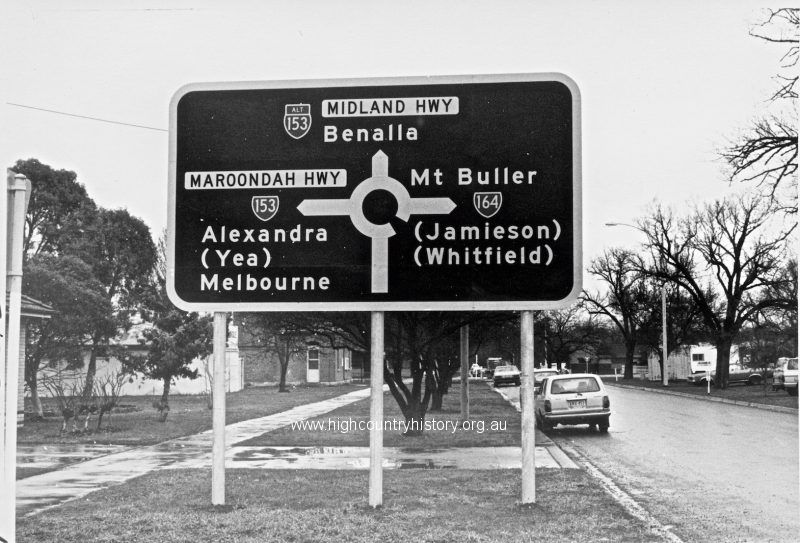 ALT
153
MIDLAND HWY
Benalla
MAROONDAH HWY
153
Alexandra
(Yea)
Melbourne
Mt Buller
164
(Jamieson)
(Whitfield)
www.highcountryhistory.org.au